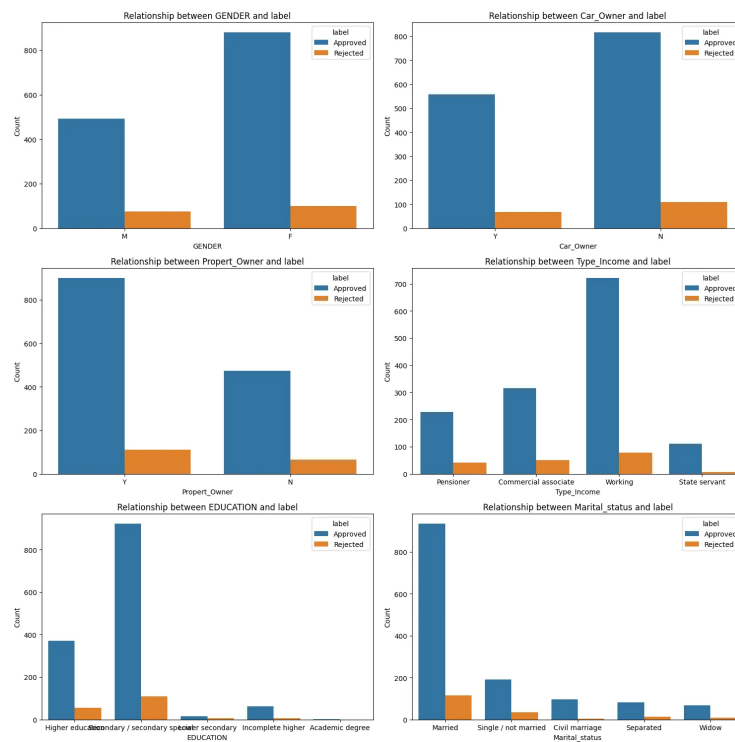 Relationship between GENDER and label
label
Approved
Rejected
Count
800
600
400
200
0
M
F
GENDER
Relationship between Car_Owner and label
label
Approved
Rejected
Count
800
700
600
500
400
300
200
100
0
Y
N
Car_Owner
Relationship between Propert_Owner and label
label
Approved
Rejected
Count
800
600
400
200
0
Y
N
Propert_Owner
Relationship between Type_Income and label
label
Approved
Rejected
Count
700
600
500
400
300
200
100
0
Pensioner
Commercial associate
Working
State servant
Type_Income
Relationship between EDUCATION and label
label
Approved
Rejected
Count
800
600
400
200
0
Higher education
Secondary / secondary special
Lower secondary
Incomplete higher
Academic degree
EDUCATION
Relationship between Marital_status and label
label
Approved
Rejected
Count
800
600
400
200
0
Married
Single / not married
Civil marriage
Separated
Widow
Marital_status